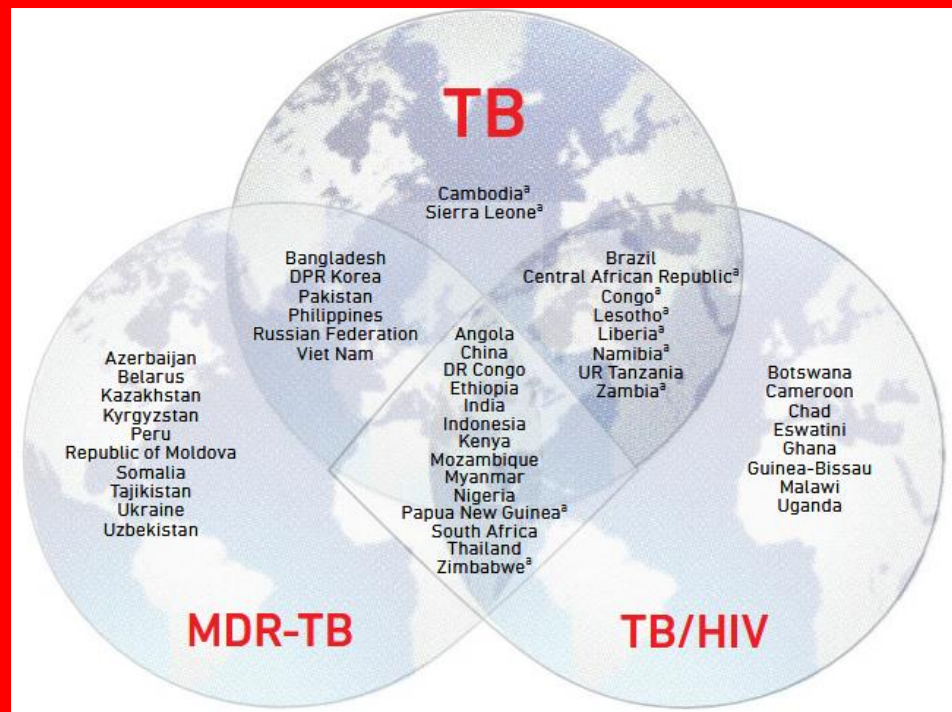 TB
Cambodiaª
Sierra Leoneª
Bangladesh
DPR Korea
Pakistan
Philippines
Russian Federation
Viet Nam
Brazil
Central African Republicª
Congoª
Lesothoª
Liberiaª
Namibiaª
UR Tanzania
Zambiaª
Azerbaijan
Belarus
Kazakhstan
Kyrgyzstan
Peru
Republic of Moldova
Somalia
Tajikistan
Ukraine
Uzbekistan
Angola
China
DR Congo
Ethiopia
India
Indonesia
Kenya
Mozambique
Myanmar
Nigeria
Papua New Guineaª
South Africa
Thailand
Zimbabweª
Botswana
Cameroon
Chad
Eswatini
Ghana
Guinea-Bissau
Malawi
Uganda
MDR-TB
TB/HIV